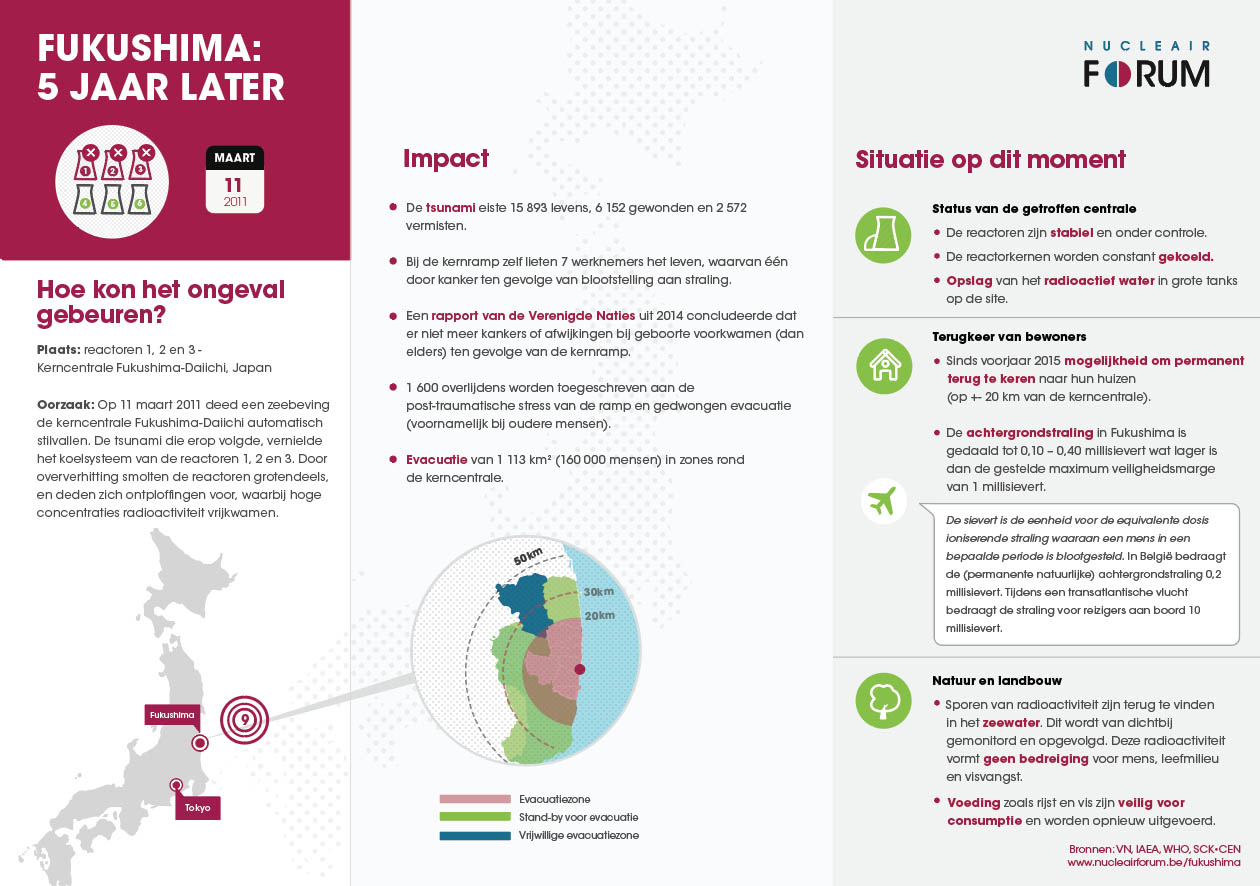 FUKUSHIMA:
5 JAAR LATER
1 2 3
4 5 6
MAART
11
2011
Hoe kon het ongeval
gebeuren?
Plaats: reactoren 1, 2 en 3 -
Kerncentrale Fukushima-Daiichi, Japan
Oorzaak: Op 11 maart 2011 deed een zeebeving
de kerncentrale Fukushima-Daiichi automatisch
stilvallen. De tsunami die erop volgde, vernielde
het koelsysteem van de reactoren 1, 2 en 3. Door
oververhitting smolten de reactoren grotendeels,
en deden zich ontploffingen voor, waarbij hoge
concentraties radioactiviteit vrijkwamen.
Fukushima
9
Tokyo
Impact
• De tsunami eiste 15 893 levens, 6 152 gewonden en 2 572
vermisten.
• Bij de kernramp zelf lieten 7 werknemers het leven, waarvan één
door kanker ten gevolge van blootstelling aan straling.
• Een rapport van de Verenigde Naties uit 2014 concludeerde dat
er niet meer kankers of afwijkingen bij geboorte voorkwamen (dan
elders) ten gevolge van de kernramp.
• 1 600 overlijdens worden toegeschreven aan de
post-traumatische stress van de ramp en gedwongen evacuatie
(voornamelijk bij oudere mensen).
• Evacuatie van 1 113 km² (160 000 mensen) in zones rond
de kerncentrale.
50km
30km
20km
Evacuatiezone
Stand-by voor evacuatie
Vrijwillige evacuatiezone
NUCLEAIR
FORUM
Situatie op dit moment
Status van de getroffen centrale
• De reactoren zijn stabiel en onder controle.
• De reactorkernen worden constant gekoeld.
• Opslag van het radioactief water in grote tanks
op de site.
Terugkeer van bewoners
• Sinds voorjaar 2015 mogelijkheid om permanent
terug te keren naar hun huizen
(op +- 20 km van de kerncentrale).
• De achtergrondstraling in Fukushima is
gedaald tot 0,10 – 0,40 millisievert wat lager is
dan de gestelde maximum veiligheidsmarge
van 1 millisievert.
De sievert is de eenheid voor de equivalente dosis
ioniserende straling waaraan een mens in een
bepaalde periode is blootgesteld. In België bedraagt
de (permanente natuurlijke) achtergrondstraling 0,2
millisievert. Tijdens een transatlantische vlucht
bedraagt de straling voor reizigers aan boord 10
millisievert.
Natuur en landbouw
• Sporen van radioactiviteit zijn terug te vinden
in het zeewater. Dit wordt van dichtbij
gemonitord en opgevolgd. Deze radioactiviteit
vormt geen bedreiging voor mens, leefmilieu
en visvangst.
• Voeding zoals rijst en vis zijn veilig voor
consumptie en worden opnieuw uitgevoerd.
Bronnen: VN, IAEA, WHO, SCK•CEN
www.nucleairforum.be/fukushima